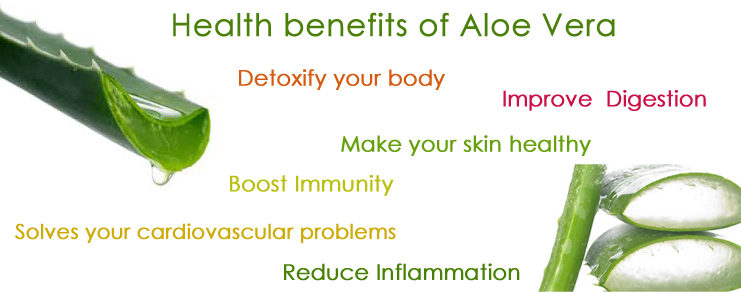 Health benefits of Aloe Vera
Detoxify your body
Improve Digestion
Make your skin healthy
Boost Immunity
Solves your cardiovascular problems
Reduce Inflammation